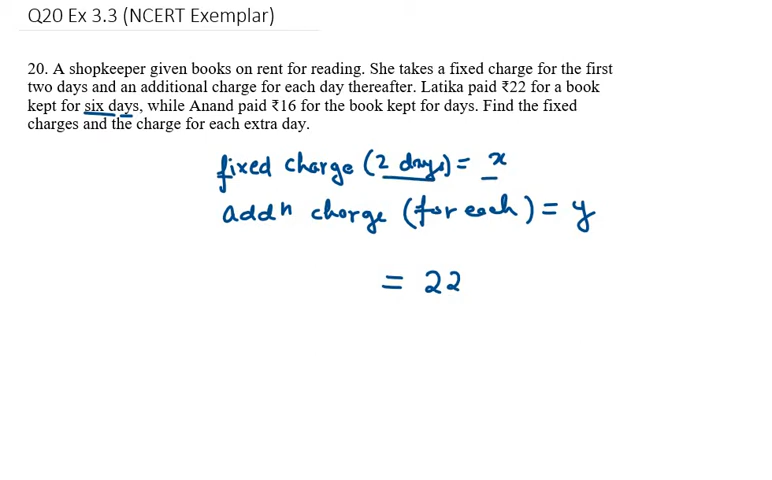 Q20 Ex 3.3 (NCERT Exemplar)
20. A shopkeeper given books on rent for reading. She takes a fixed charge for the first
two days and an additional charge for each day thereafter. Latika paid ₹22 for a book
kept for six days, while Anand paid ₹16 for the book kept for days. Find the fixed
charges and the charge for each extra day.
fixed charge (2 days) = x
addn charge (for each) = y
= 22